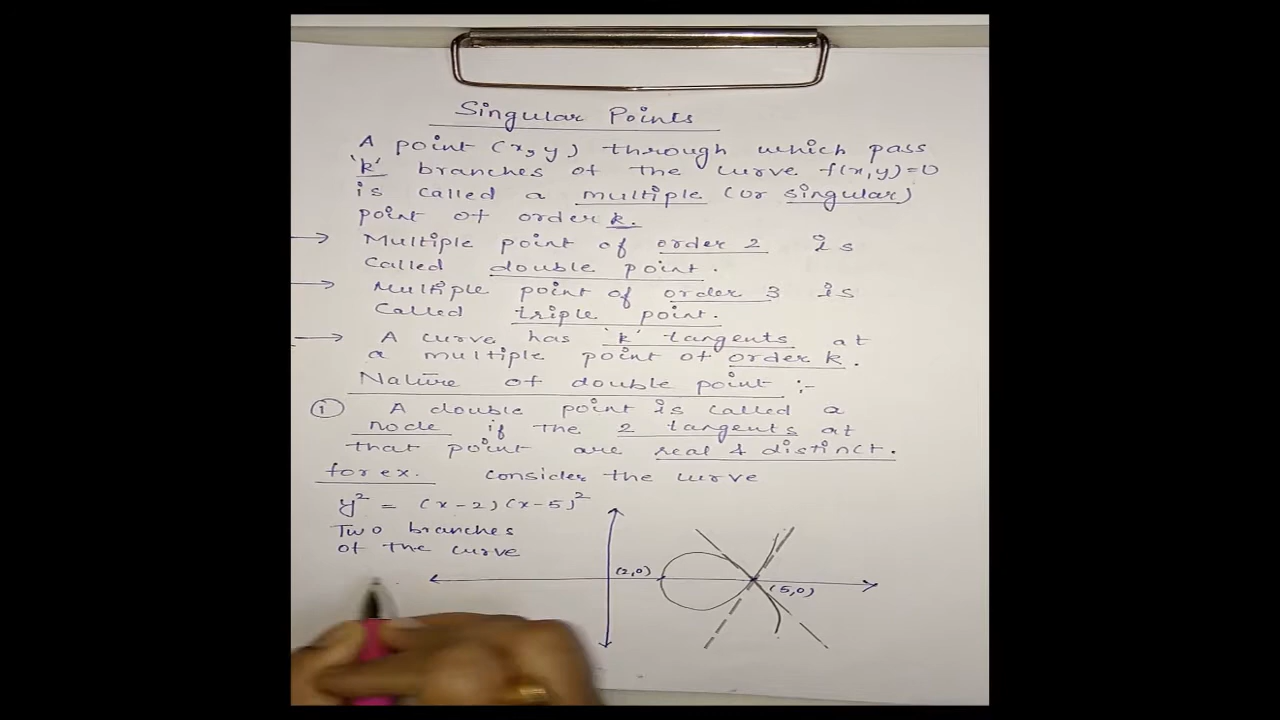 Singular Points
A point (x, y) through which pass
'k' branches of the curve f(x,y)=0
is called a multiple (or singular)
point of order k.
→ Multiple point of order 2 is
Called double point.
→ Multiple point of order 3 is
Called triple point.
→ A curve has 'k' tangents at
a multiple point of order k.
Nature of double point :-
(i) A double point is called a
node if the 2 tangents at
that point are real & distinct.
for ex. Consider the curve
y² = (x-2)(x-5)²
Two branches
of the curve
(2,0)
(5,0)